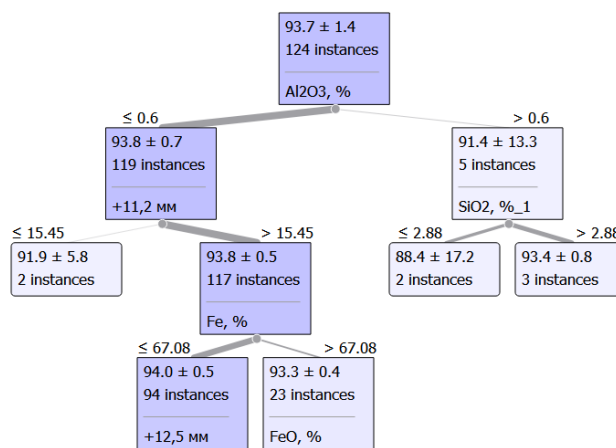 93.7 ± 1.4
124 instances
Al2O3, %
≤ 0.6
> 0.6
93.8 ± 0.7
119 instances
+11,2 мм
91.4 ± 13.3
5 instances
SiO2, %_1
≤ 15.45
> 15.45
≤ 2.88
> 2.88
91.9 ± 5.8
2 instances
93.8 ± 0.5
117 instances
Fe, %
88.4 ± 17.2
2 instances
93.4 ± 0.8
3 instances
≤ 67.08
> 67.08
94.0 ± 0.5
94 instances
+12,5 мм
93.3 ± 0.4
23 instances
FeO, %